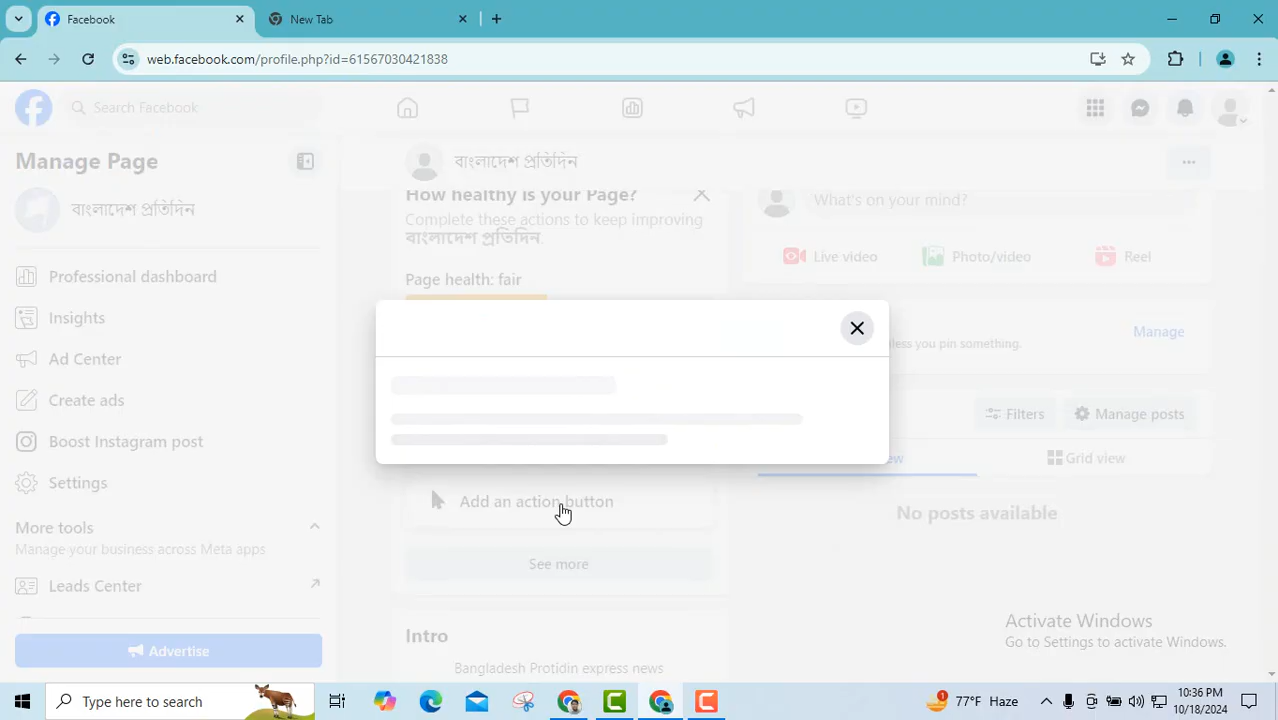 Facebook
New Tab
web.facebook.com/profile.php?id=61567030421838
Search Facebook
Manage Page
বাংলাদেশ প্রতিদিন
বাংলাদেশ প্রতিদিন
Professional dashboard
Insights
Ad Center
Create ads
Boost Instagram post
Settings
More tools
Manage your business across Meta apps
Leads Center
Advertise
How healthy is your Page?
Complete these actions to keep improving
বাংলাদেশ প্রতিদিন.
Page health: fair
Add an action button
See more
Intro
Bangladesh Protidin express news
What's on your mind?
Live video
Photo/video
Reel
Manage
you pin something.
Filters
Manage posts
Grid view
No posts available
Activate Windows
Go to Settings to activate Windows.
Type here to search
1
77°F Haze
10:36 PM
10/18/2024